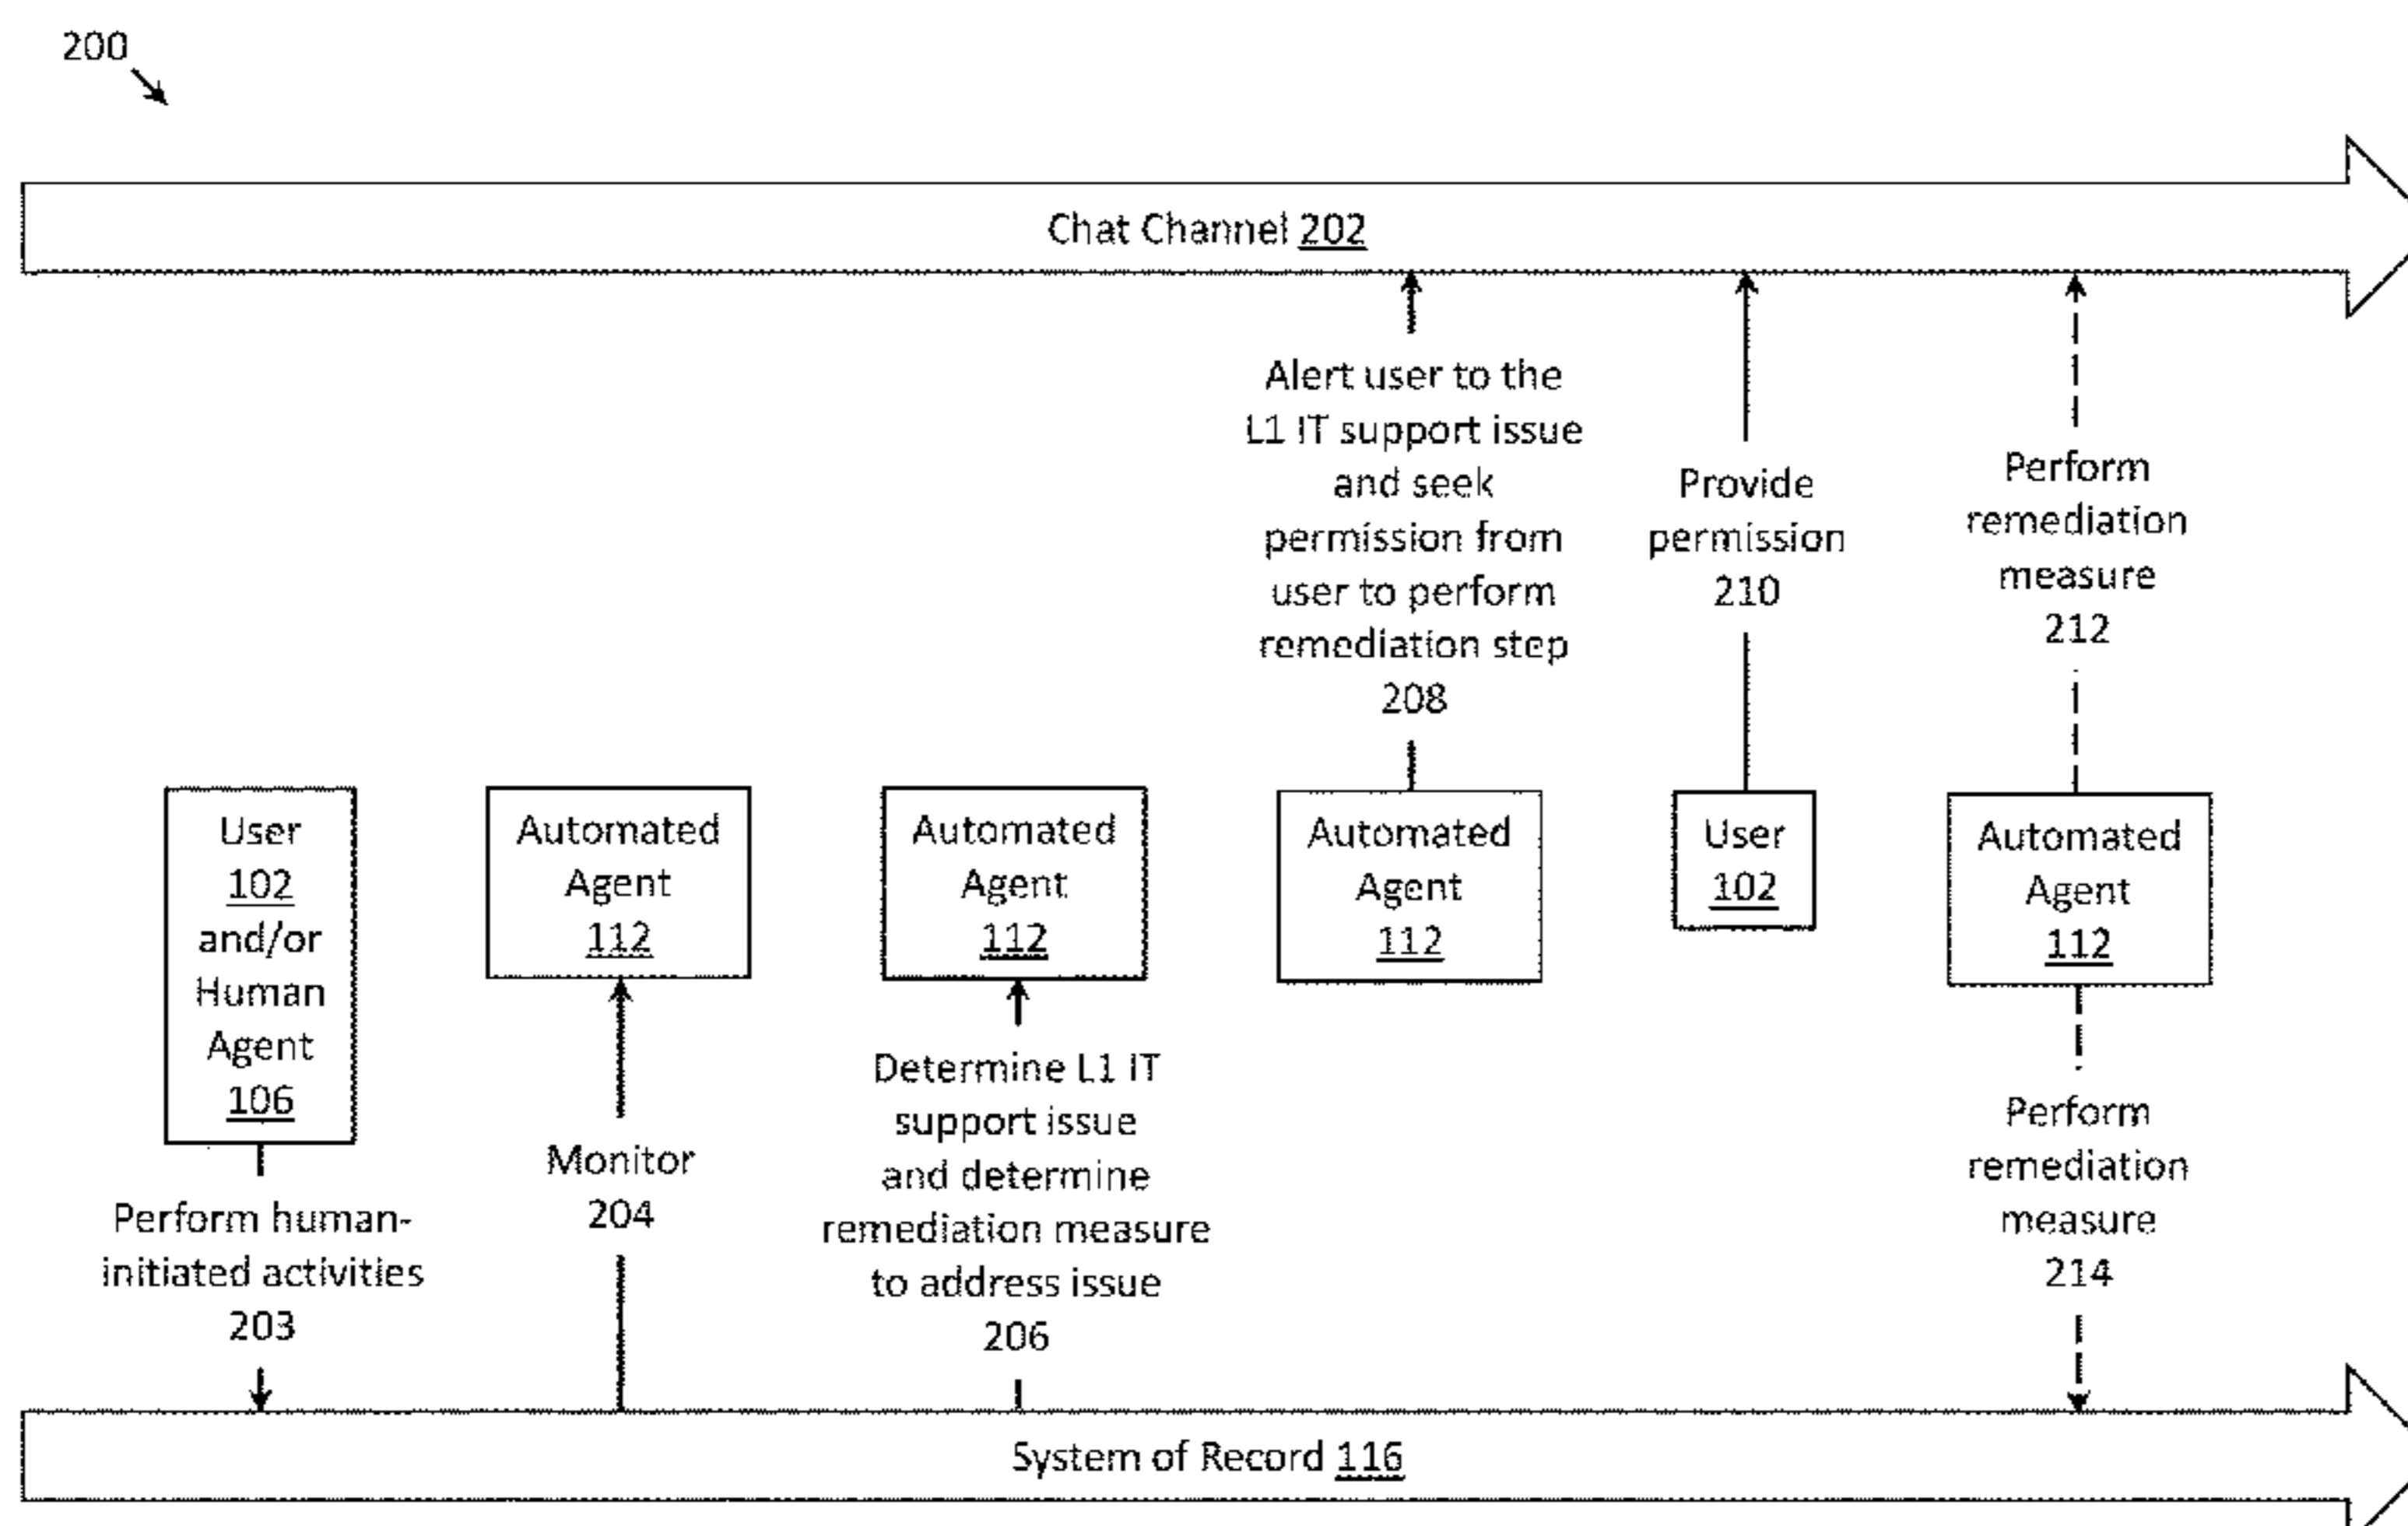 200
Chat Channel 202
Alert user to the
L1 IT support issue
and seek
permission from
user to perform
remediation step
208
Provide
permission
210
Perform
remediation
measure
212
User
102
and/or
Human
Agent
106
Automated
Agent
112
Automated
Agent
112
Automated
Agent
112
User
102
Automated
Agent
112
Perform human-
initiated activities
203
Monitor
204
Determine L1 IT
support issue
and determine
remediation measure
to address issue
206
Perform
remediation
measure
214
System of Record 116